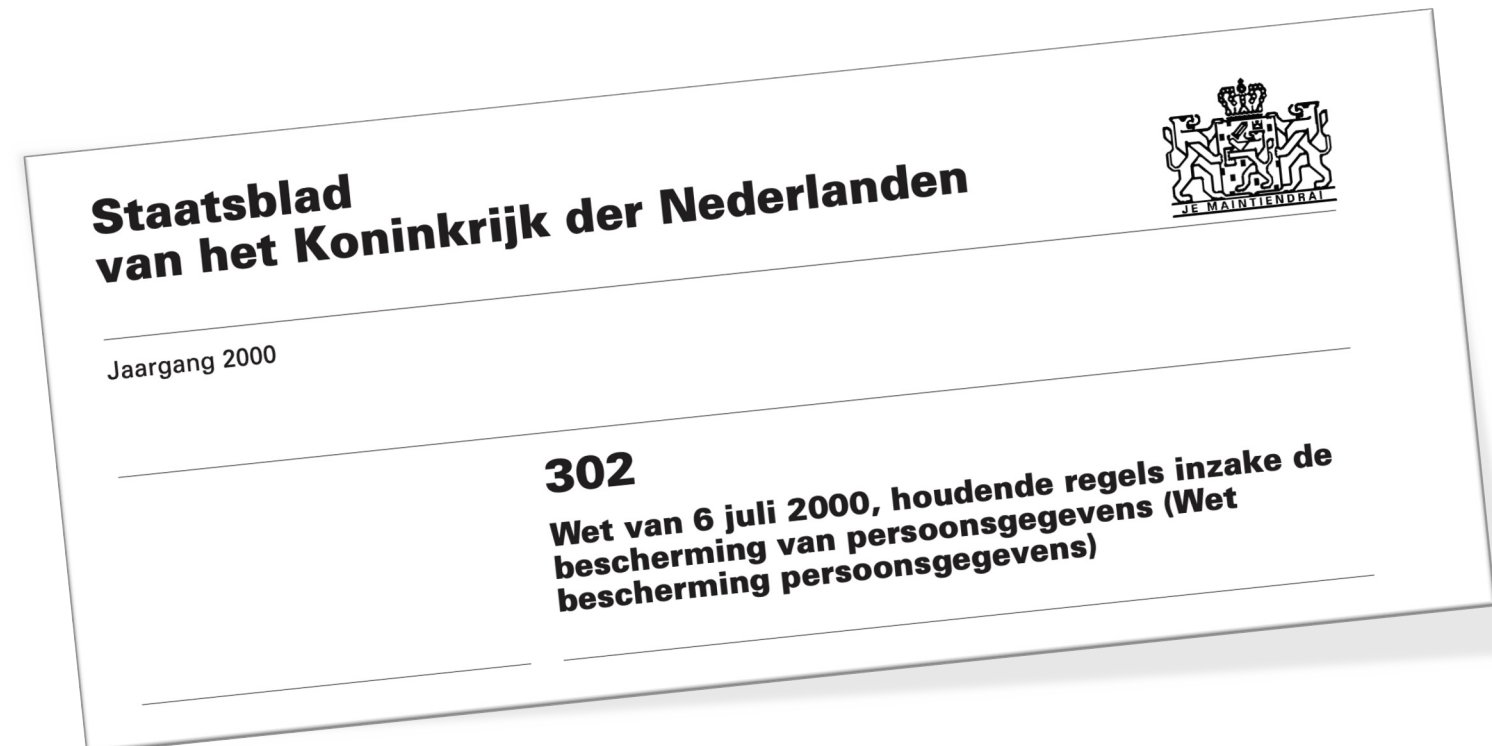 Staatsblad
van het Koninkrijk der Nederlanden
JE MAINTIENDRAI
Jaargang 2000
302
Wet van 6 juli 2000, houdende regels inzake de
bescherming van persoonsgegevens (Wet
bescherming persoonsgegevens)